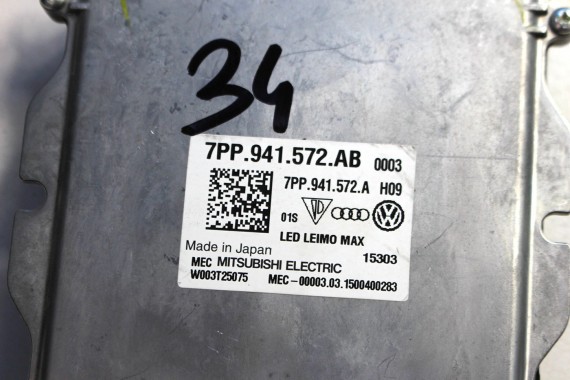 34
7PP.941.572.AB 0003
7PP.941.572.A H09
01S
LED LEIMO MAX
Made in Japan 15303
MEC MITSUBISHI ELECTRIC
W003T25075 MEC-00003.03.1500400283